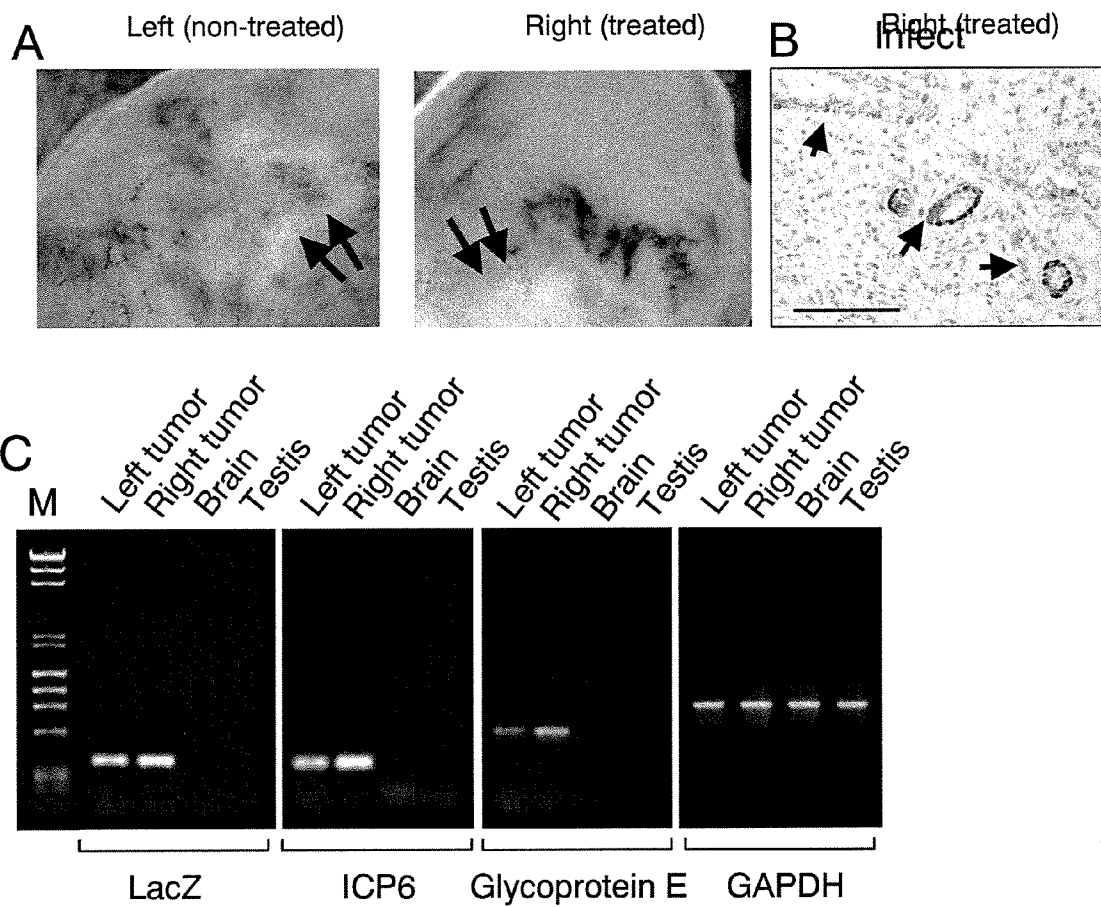 A
Left (non-treated)
Right (treated)
B
Right (treated)
Infect
C
M
Left tumor
Right tumor
Brain
Testis
Left tumor
Right tumor
Brain
Testis
Left tumor
Right tumor
Brain
Testis
Left tumor
Right tumor
Brain
Testis
LacZ
ICP6
Glycoprotein E
GAPDH